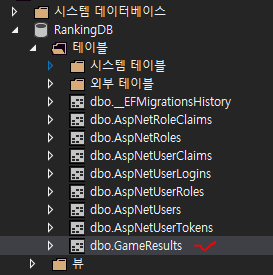 시스템 데이터베이스
RankingDB
테이블
시스템 테이블
외부 테이블
dbo.__EFMigrationsHistory
dbo.AspNetRoleClaims
dbo.AspNetRoles
dbo.AspNetUserClaims
dbo.AspNetUserLogins
dbo.AspNetUserRoles
dbo.AspNetUsers
dbo.AspNetUserTokens
dbo.GameResults
뷰